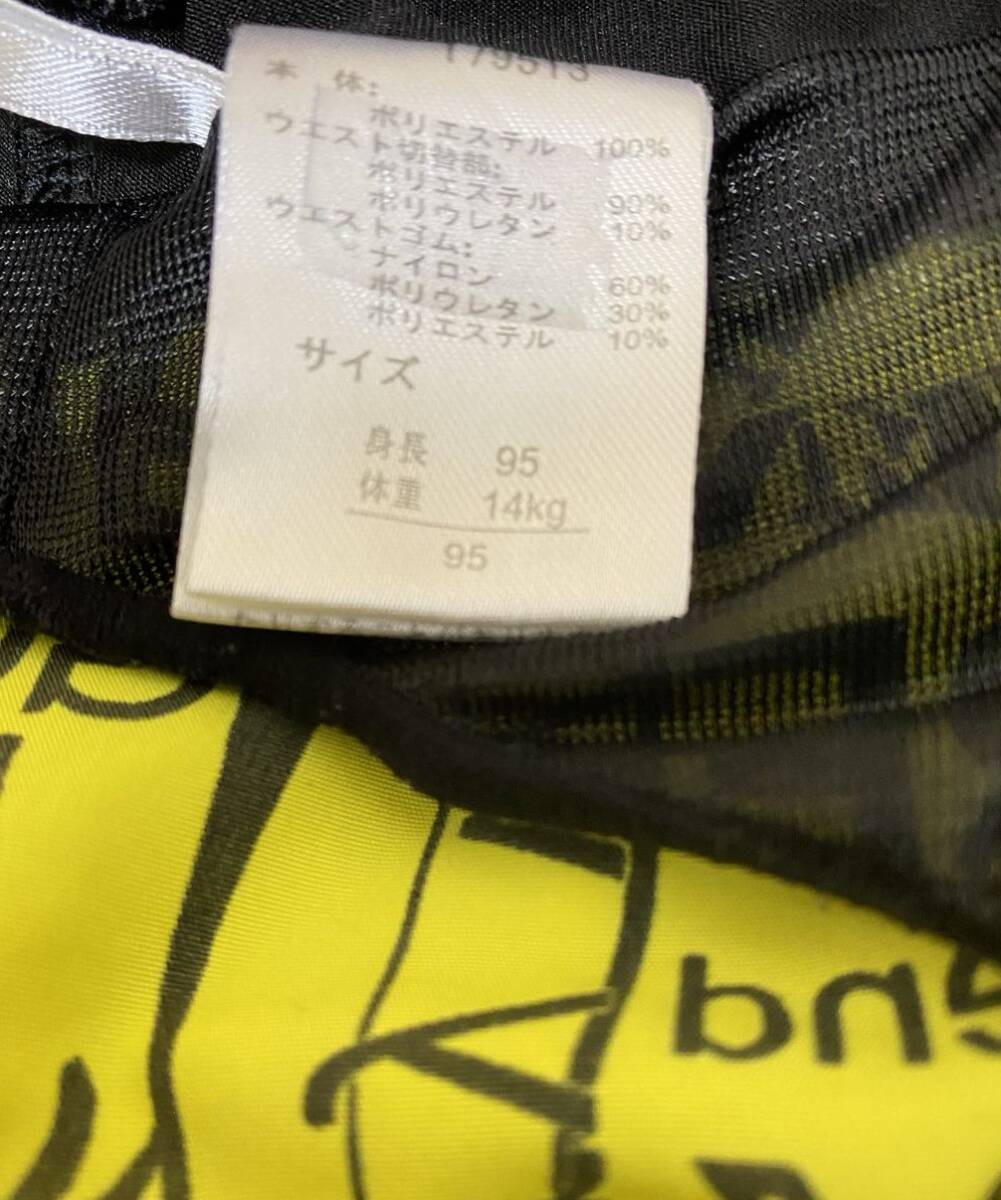 179513
本 体:
ポリエステル 100%
ウエスト切替部:
ポリエステル 90%
ポリウレタン 10%
ウエストゴム:
ナイロン 60%
ポリウレタン 30%
ポリエステル 10%
サイズ
身長 95
体重 14kg
95